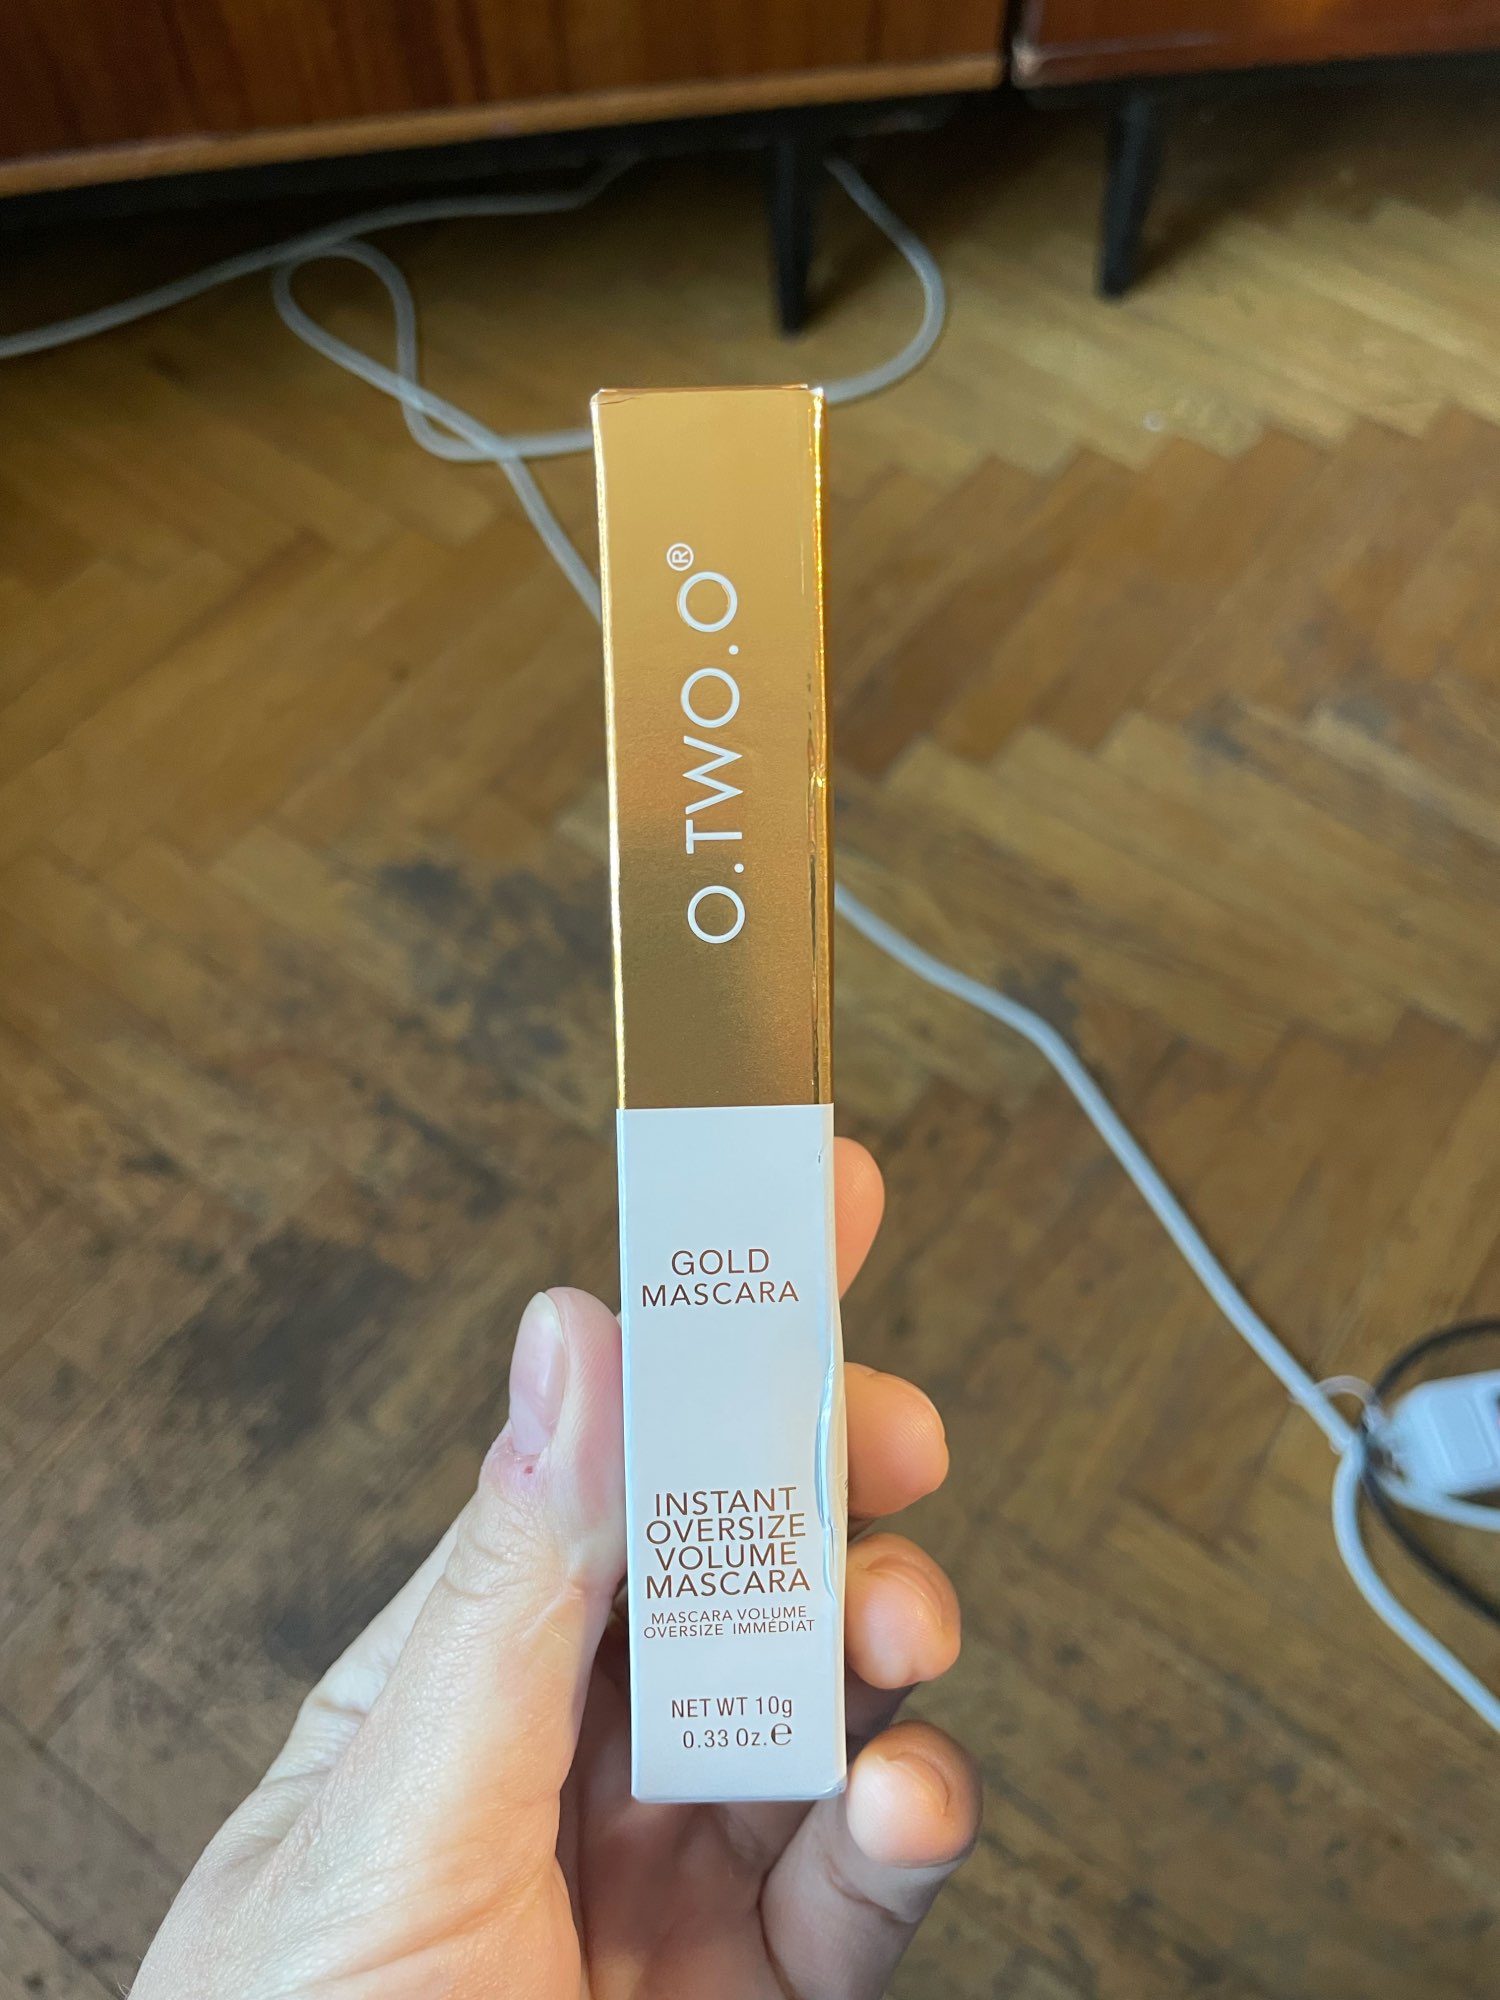 O.TWO.O®
GOLD
MASCARA
INSTANT
OVERSIZE
VOLUME
MASCARA
MASCARA VOLUME
OVERSIZE IMMÉDIAT
NET WT 10g
0.33 Oz.℮